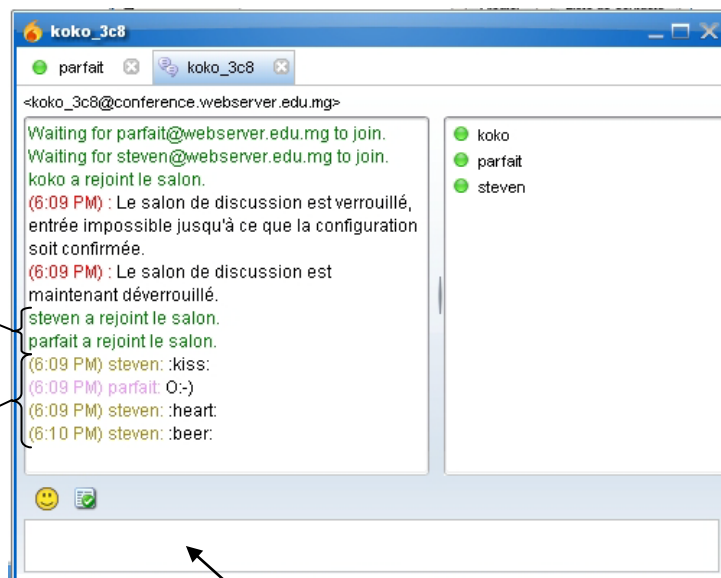 koko_3c8
parfait koko_3c8
<koko_3c8@conference.webserver.edu.mg>
Waiting for parfait@webserver.edu.mg to join.
Waiting for steven@webserver.edu.mg to join.
koko a rejoint le salon.
(6:09 PM) : Le salon de discussion est verrouillé,
entrée impossible jusqu'à ce que la configuration
soit confirmée.
(6:09 PM) : Le salon de discussion est
maintenant déverrouillé.
steven a rejoint le salon.
parfait a rejoint le salon.
(6:09 PM) steven: :kiss:
(6:09 PM) parfait: O:-)
(6:09 PM) steven: :heart:
(6:10 PM) steven: :beer:
koko
parfait
steven